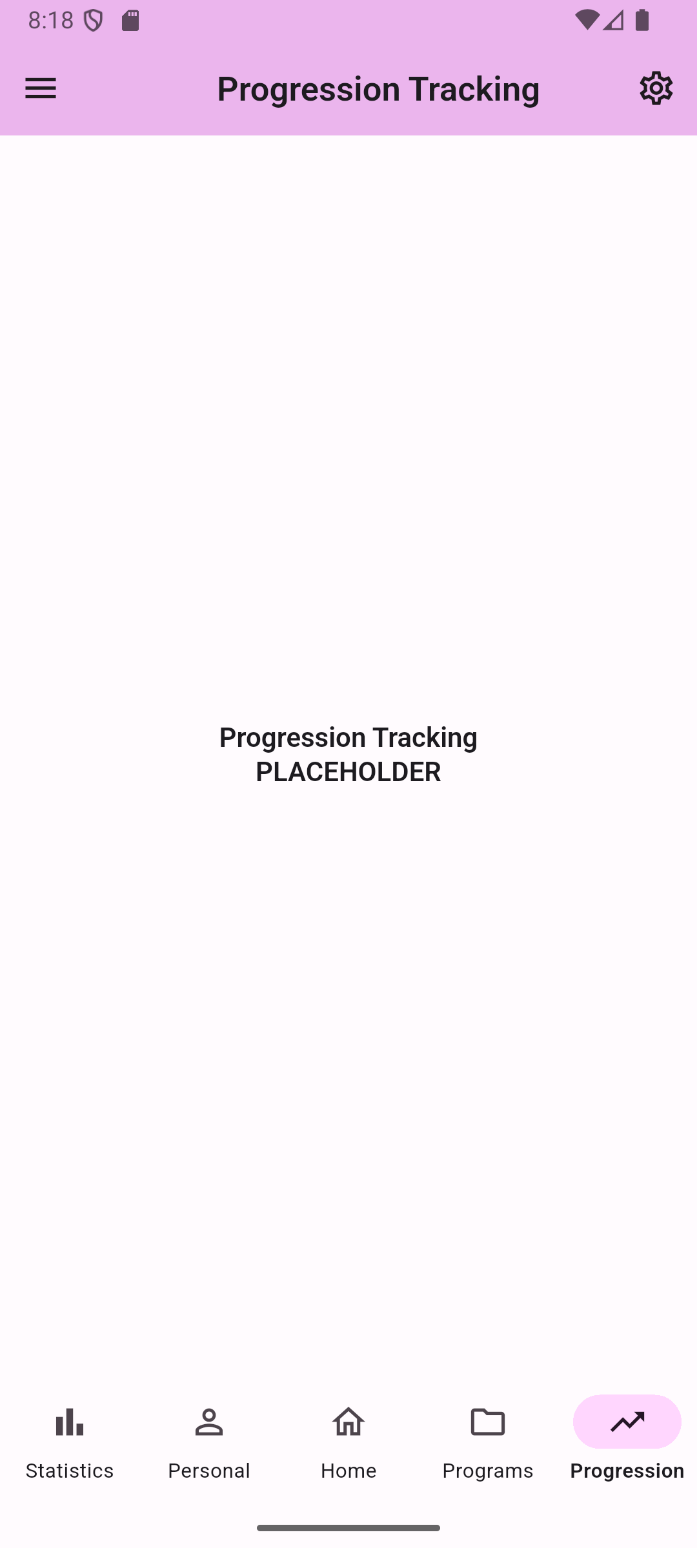 8:18
Progression Tracking
Progression Tracking
PLACEHOLDER
Statistics
Personal
Home
Programs
Progression